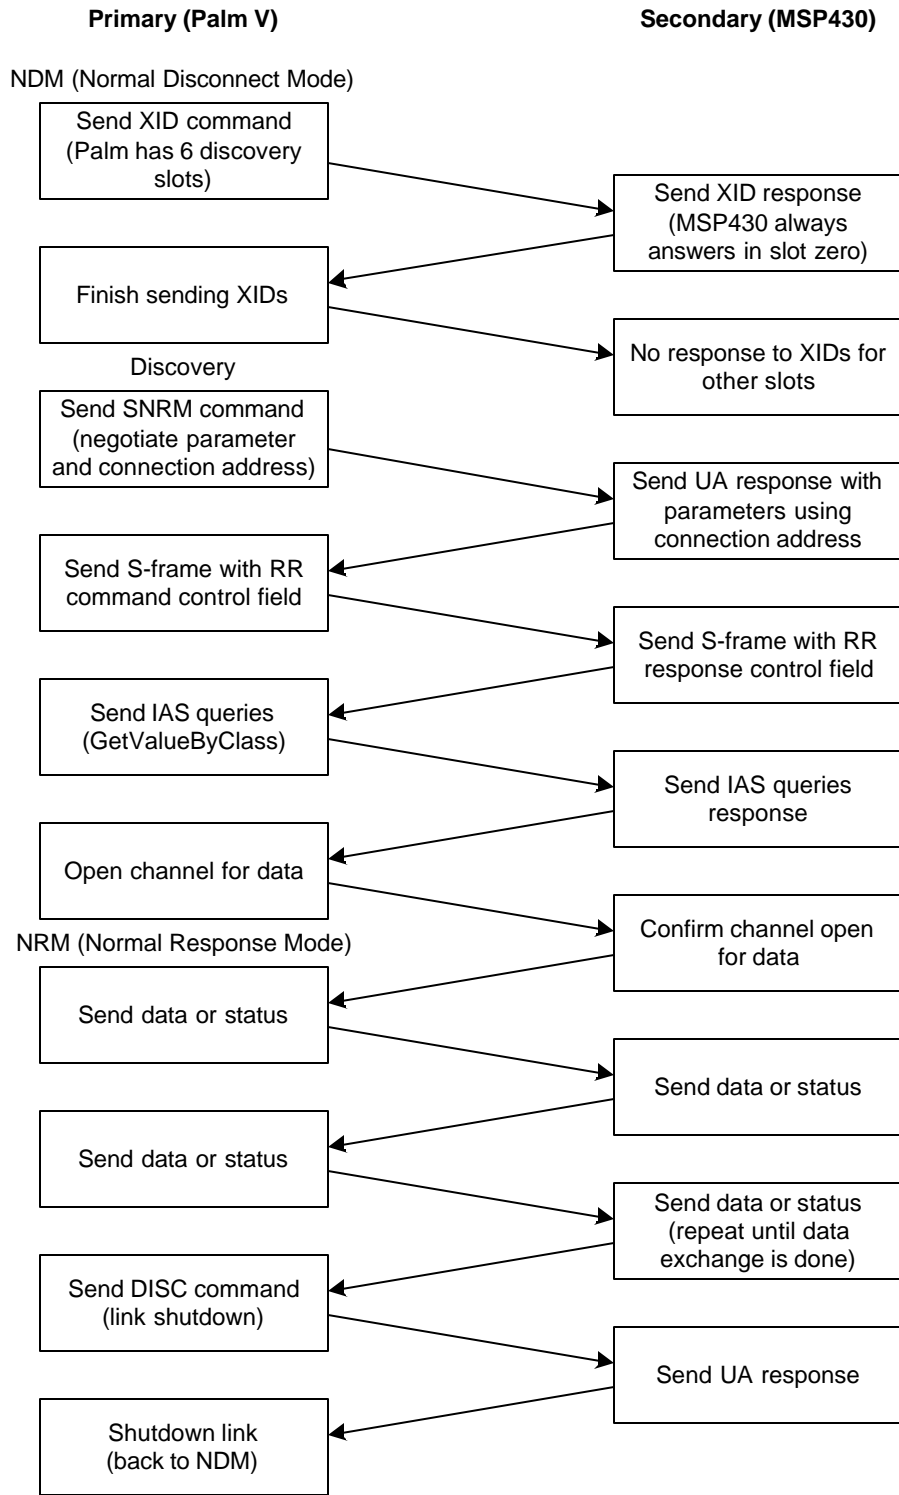 Primary (Palm V)
Secondary (MSP430)
NDM (Normal Disconnect Mode)
Send XID command
(Palm has 6 discovery
slots)
Send XID response
(MSP430 always
answers in slot zero)
Finish sending XIDs
No response to XIDs for
other slots
Discovery
Send SNRM command
(negotiate parameter
and connection address)
Send UA response with
parameters using
connection address
Send S-frame with RR
command control field
Send S-frame with RR
response control field
Send IAS queries
(GetValueByClass)
Send IAS queries
response
Open channel for data
Confirm channel open
for data
NRM (Normal Response Mode)
Send data or status
Send data or status
Send data or status
Send data or status
(repeat until data
exchange is done)
Send DISC command
(link shutdown)
Send UA response
Shutdown link
(back to NDM)